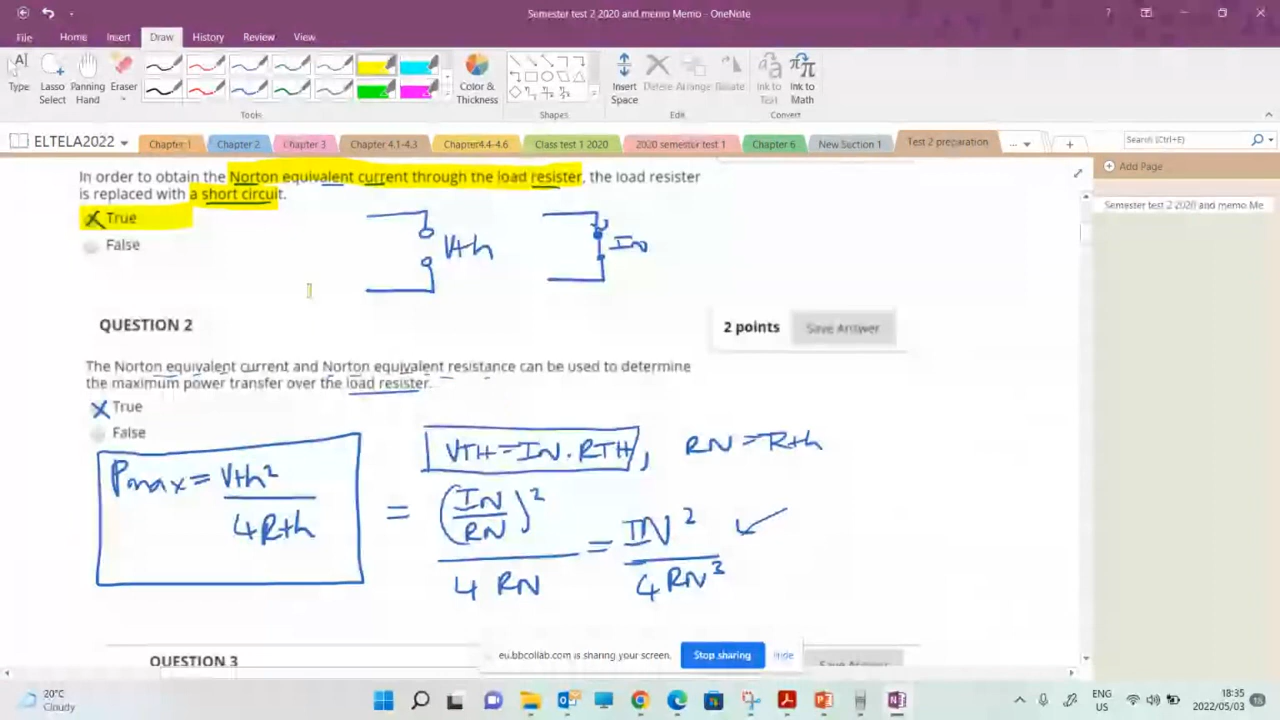 Semester test 2 2020 and memo Memo - OneNote
File Home Insert Draw History Review View
Type
Lasso Select
Panning Hand
Eraser
Color & Thickness
Insert Space
Delete
Arrange
Rotate
Ink to Text
Ink to Math
Tools
Shapes
Edit
Convert
ELTELA2022
Chapter 1
Chapter 2
Chapter 3
Chapter 4.1-4.3
Chapter4.4-4.6
Class test 1 2020
2020 semester test 1
Chapter 6
New Section 1
Test 2 preparation
Search (Ctrl+E)
Add Page
Semester test 2 2020 and memo Me
In order to obtain the Norton equivalent current through the load resister, the load resister
is replaced with a short circuit.
True
False
Vth
IN
QUESTION 2
2 points
Save Answer
The Norton equivalent current and Norton equivalent resistance can be used to determine
the maximum power transfer over the load resister.
True
False
VTH = IN . RTH , RN = Rth
Pmax = Vth²
4Rth
= (IN
RN)²
4 RN
= IN²
4RN³
QUESTION 3
Save Answer
eu.bbcollab.com is sharing your screen.
Stop sharing
Hide
20°C
Cloudy
ENG
US
18:35
2022/05/03
18